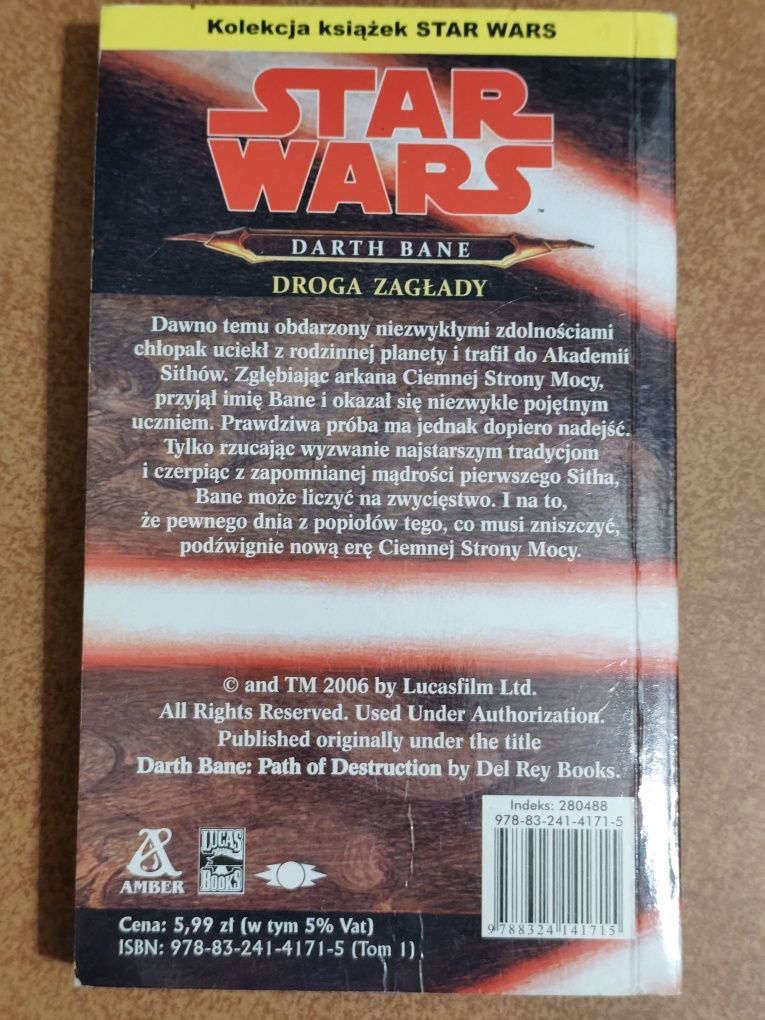 Kolekcja książek STAR WARS
STAR
WARS
™
DARTH BANE
DROGA ZAGŁADY
Dawno temu obdarzony niezwykłymi zdolnościami
chłopak uciekł z rodzinnej planety i trafił do Akademii
Sithów. Zgłębiając arkana Ciemnej Strony Mocy,
przyjął imię Bane i okazał się niezwykle pojętnym
uczniem. Prawdziwa próba ma jednak dopiero nadejść.
Tylko rzucając wyzwanie najstarszym tradycjom
i czerpiąc z zapomnianej mądrości pierwszego Sitha,
Bane może liczyć na zwycięstwo. I na to,
że pewnego dnia z popiołów tego, co musi zniszczyć,
podźwignie nową erę Ciemnej Strony Mocy.
© and TM 2006 by Lucasfilm Ltd.
All Rights Reserved. Used Under Authorization.
Published originally under the title
Darth Bane: Path of Destruction by Del Rey Books.
Indeks: 280488
978-83-241-4171-5
9 788324 141715
AMBER
LUCAS
BOOKS
Cena: 5,99 zł (w tym 5% Vat)
ISBN: 978-83-241-4171-5 (Tom 1)